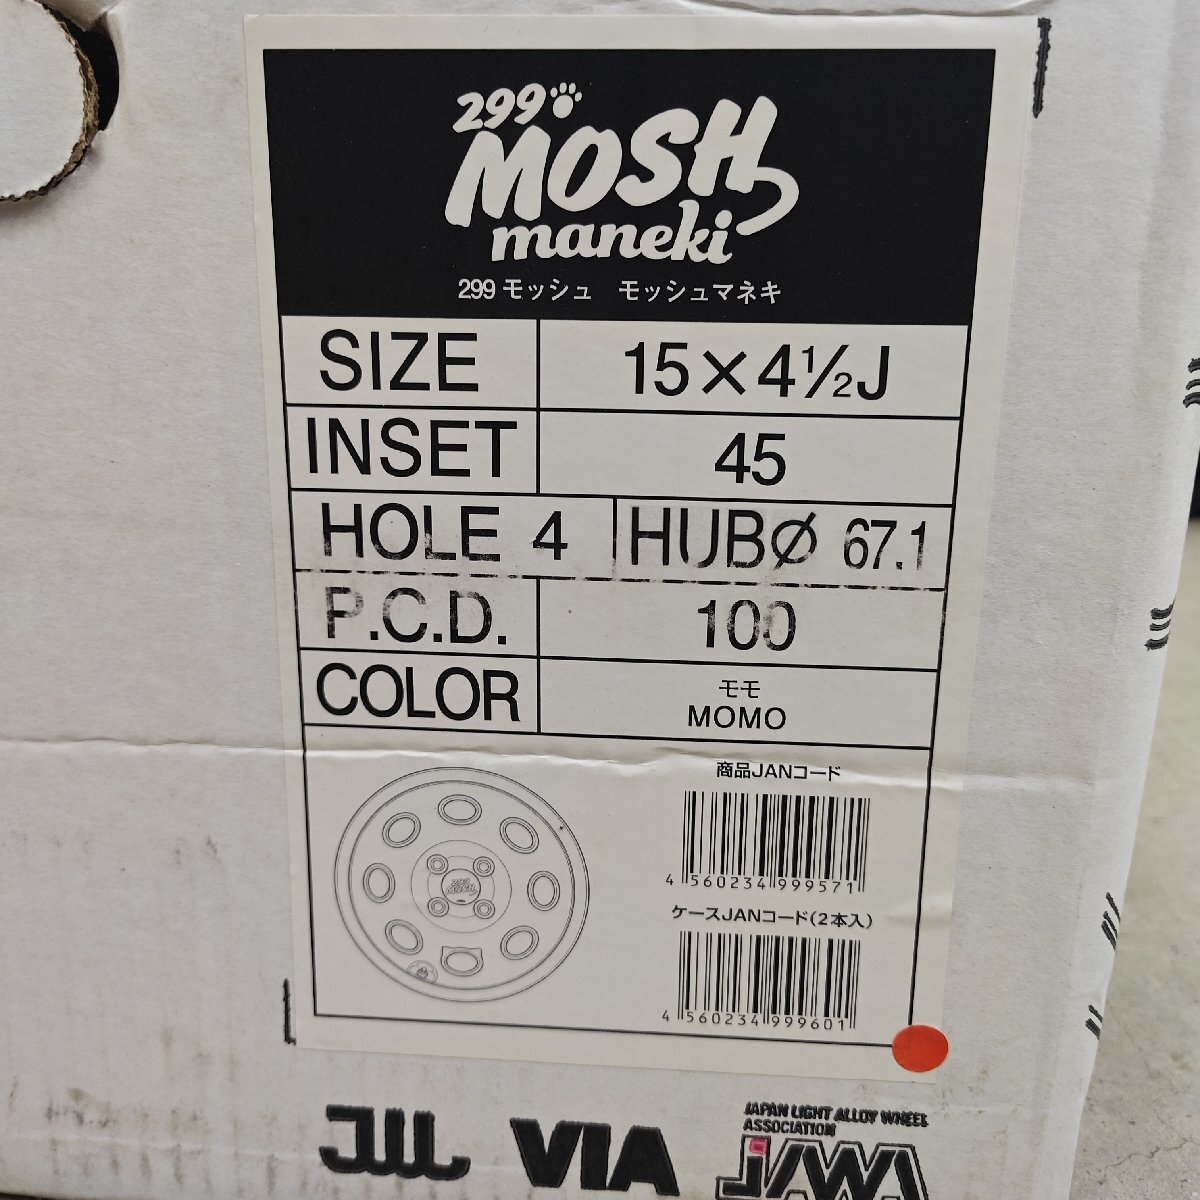 299
MOSH
maneki
299 モッシュ モッシュマネキ
SIZE 15×4½J
INSET 45
HOLE 4 HUBØ 67.1
P.C.D. 100
COLOR モモ
MOMO
商品JANコード
4 560234 999571
ケースJANコード(2本入)
4 560234 999601
299
MOSH
JWL VIA
JAPAN LIGHT ALLOY WHEEL
ASSOCIATION
JAWA